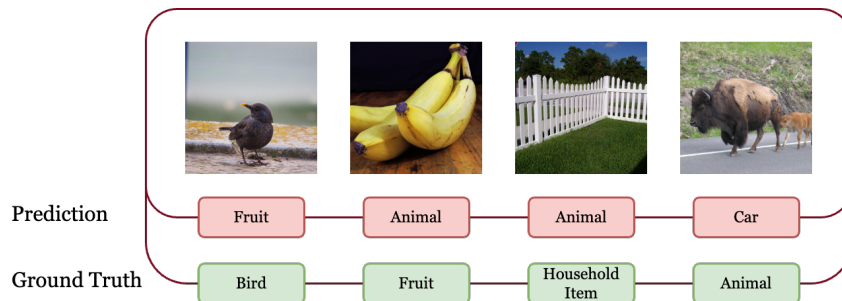 Prediction
Fruit
Animal
Animal
Car
Ground Truth
Bird
Fruit
Household
Item
Animal